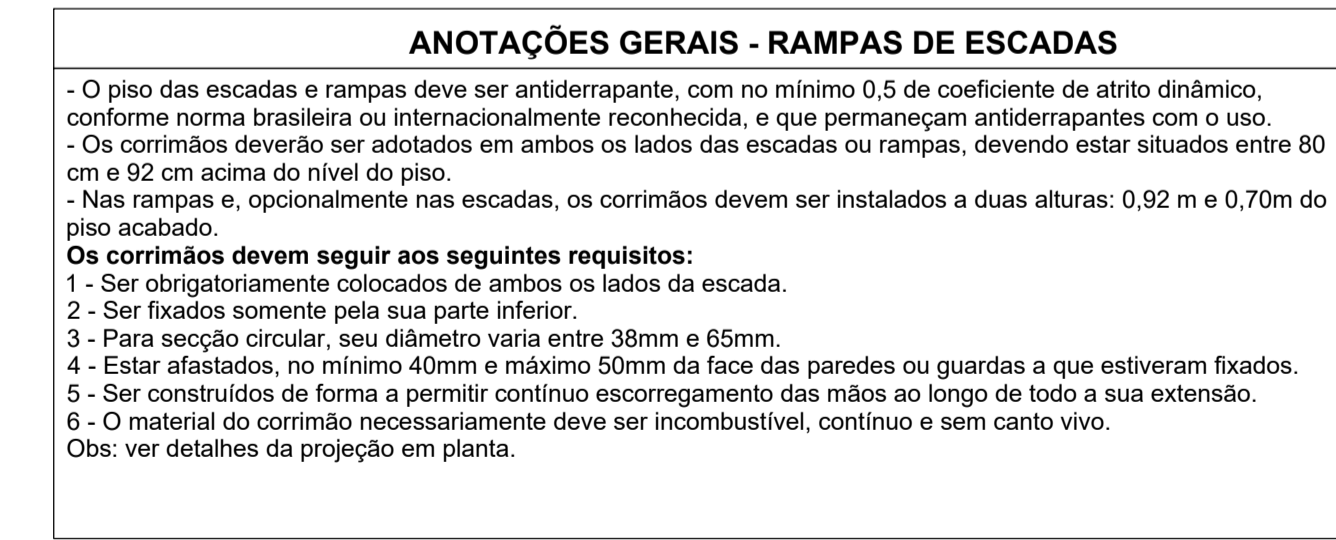 ANOTAÇÕES GERAIS - RAMPAS DE ESCADAS
- O piso das escadas e rampas deve ser antiderrapante, com no mínimo 0,5 de coeficiente de atrito dinâmico,
conforme norma brasileira ou internacionalmente reconhecida, e que permaneçam antiderrapantes com o uso.
- Os corrimãos deverão ser adotados em ambos os lados das escadas ou rampas, devendo estar situados entre 80
cm e 92 cm acima do nível do piso.
- Nas rampas e, opcionalmente nas escadas, os corrimãos devem ser instalados a duas alturas: 0,92 m e 0,70m do
piso acabado.
Os corrimãos devem seguir aos seguintes requisitos:
1 - Ser obrigatoriamente colocados de ambos os lados da escada.
2 - Ser fixados somente pela sua parte inferior.
3 - Para secção circular, seu diâmetro varia entre 38mm e 65mm.
4 - Estar afastados, no mínimo 40mm e máximo 50mm da face das paredes ou guardas a que estiveram fixados.
5 - Ser construídos de forma a permitir contínuo escorregamento das mãos ao longo de todo a sua extensão.
6 - O material do corrimão necessariamente deve ser incombustível, contínuo e sem canto vivo.
Obs: ver detalhes da projeção em planta.